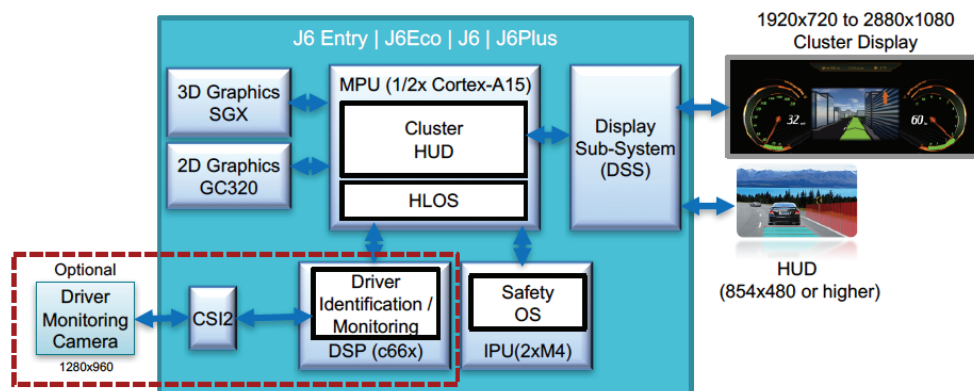 1920x720 to 2880x1080
Cluster Display
J6 Entry | J6Eco | J6 | J6Plus
3D Graphics
SGX
MPU (1/2x Cortex-A15)
Cluster
HUD
HLOS
2D Graphics
GC320
Display
Sub-System
(DSS)
32
60
HUD
(854x480 or higher)
Optional
Driver
Monitoring
Camera
1280x960
CSI2
Driver
Identification /
Monitoring
DSP (c66x)
Safety
OS
IPU(2xM4)